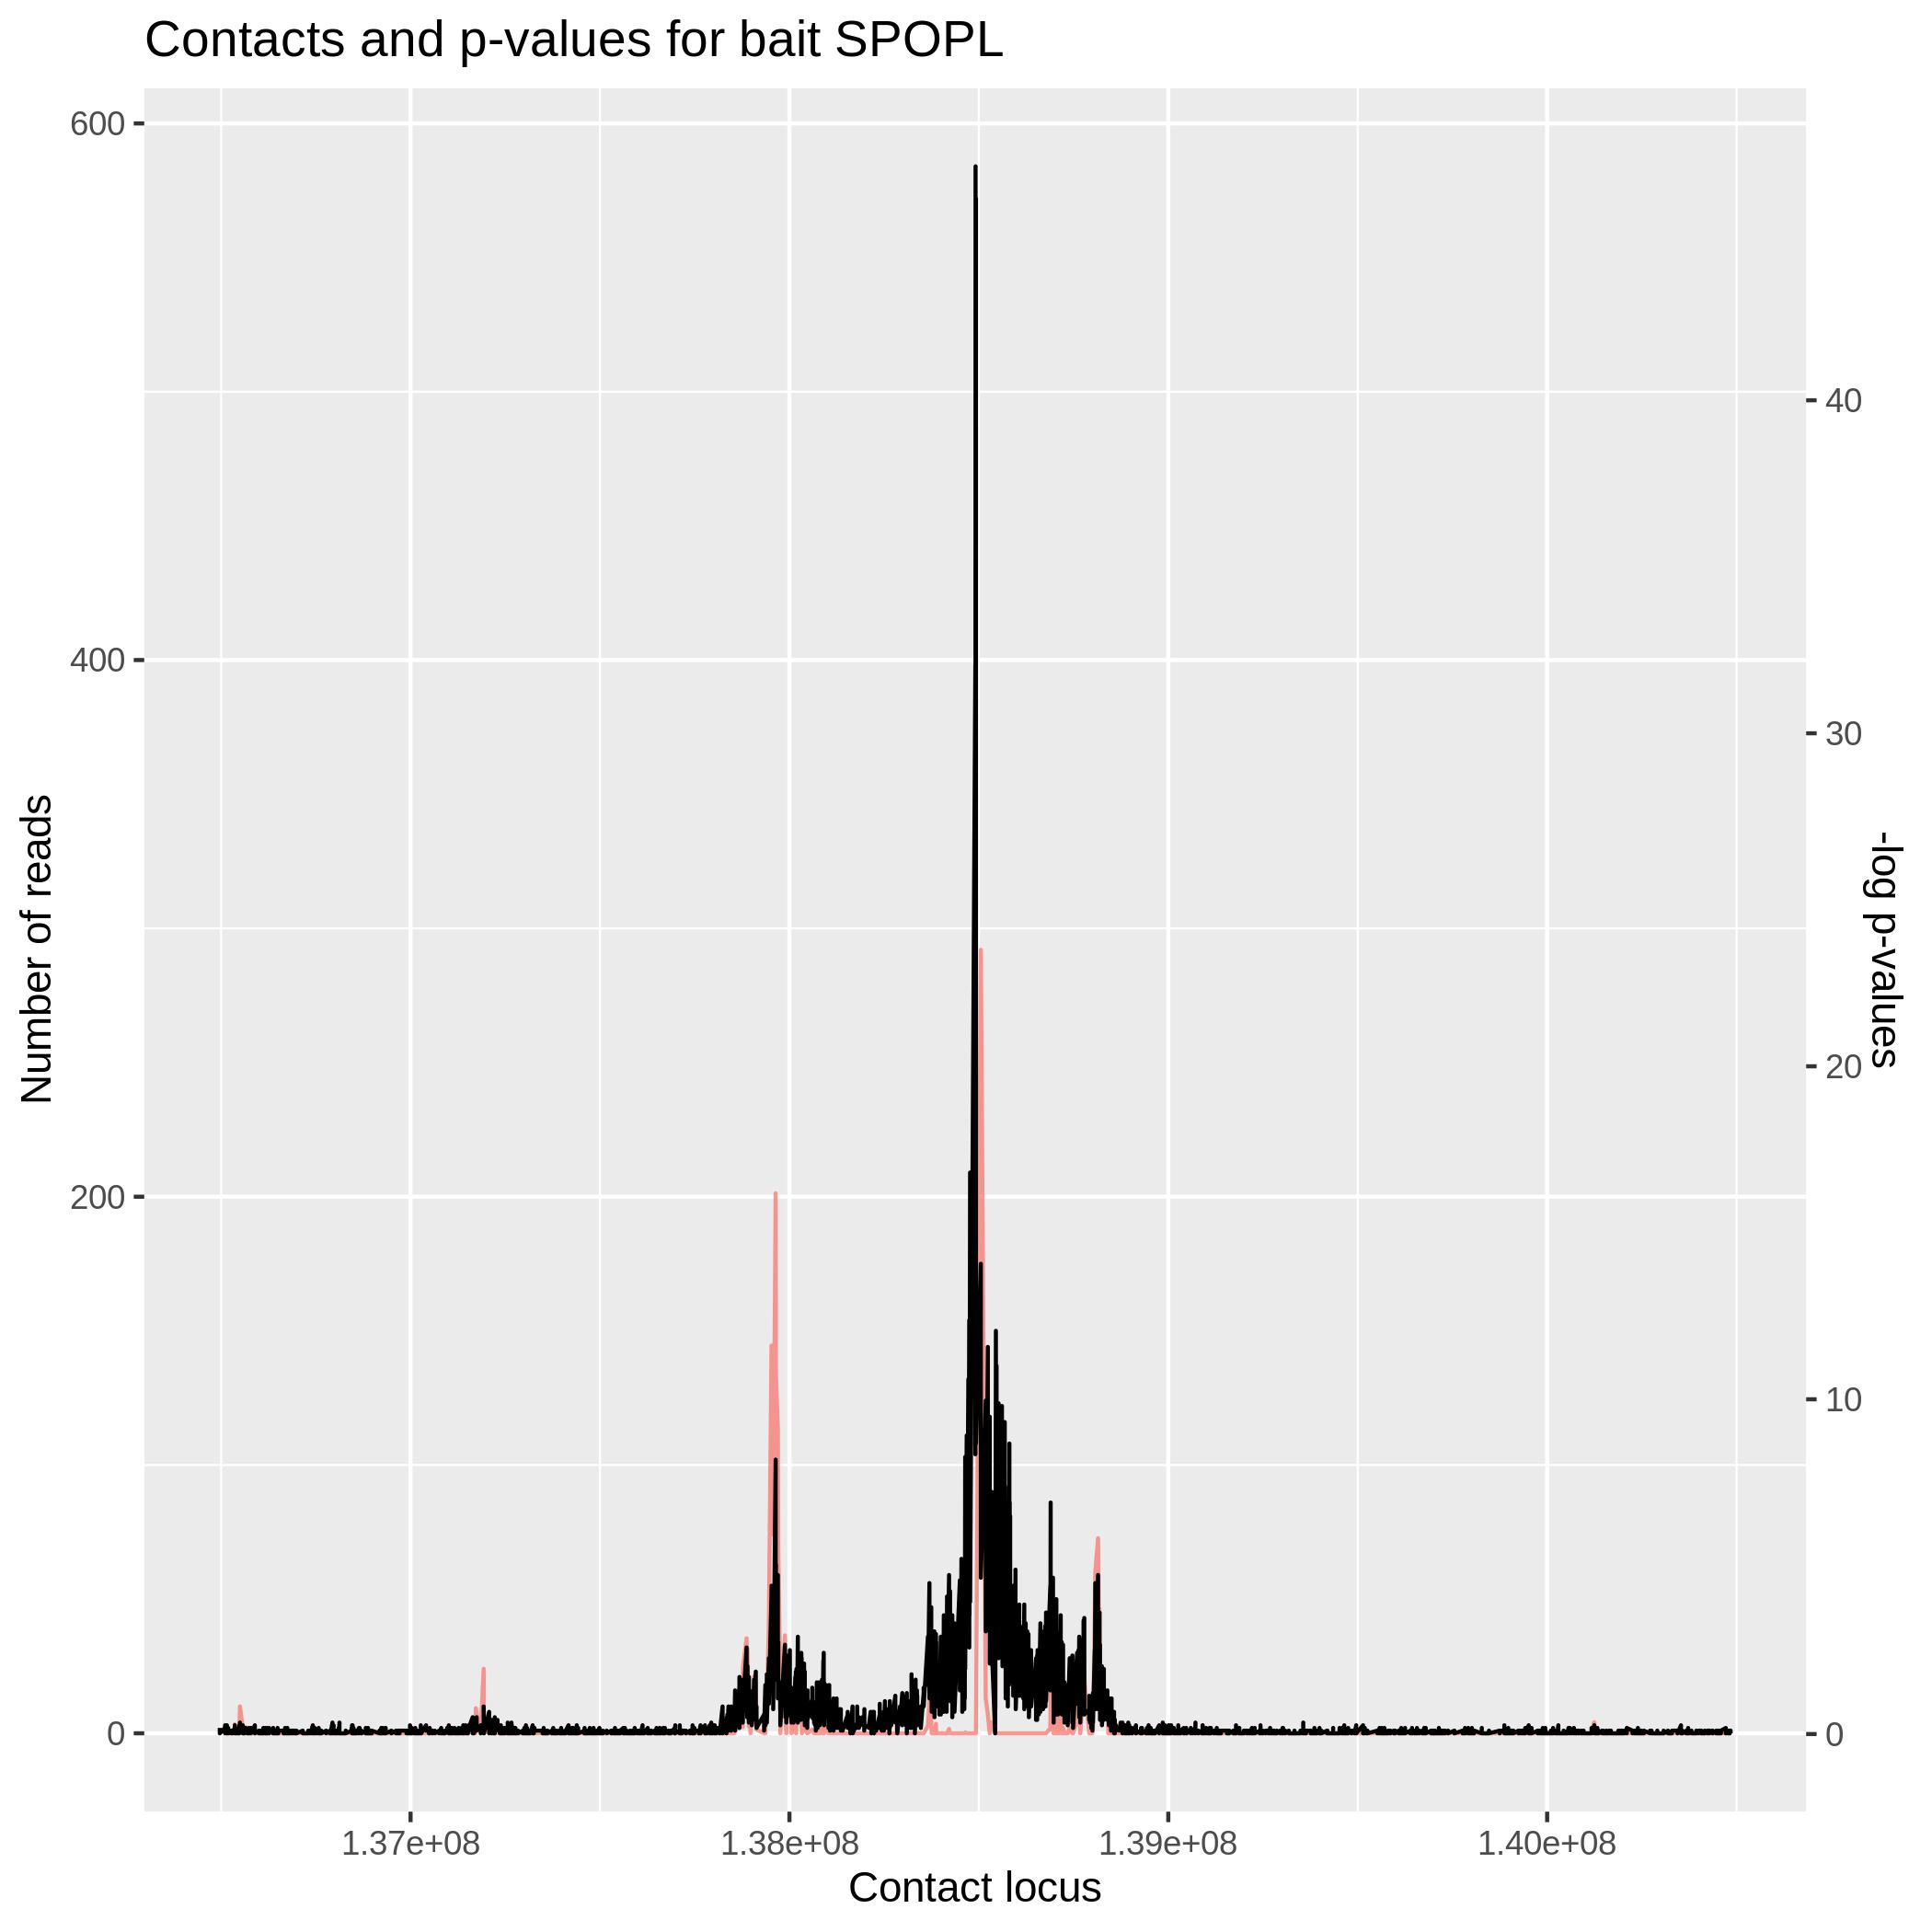 Contacts and p-values for bait SPOPL
600
400
200
0
Number of reads
40
30
20
10
0
-log p-values
1.37e+08
1.38e+08
1.39e+08
1.40e+08
Contact locus